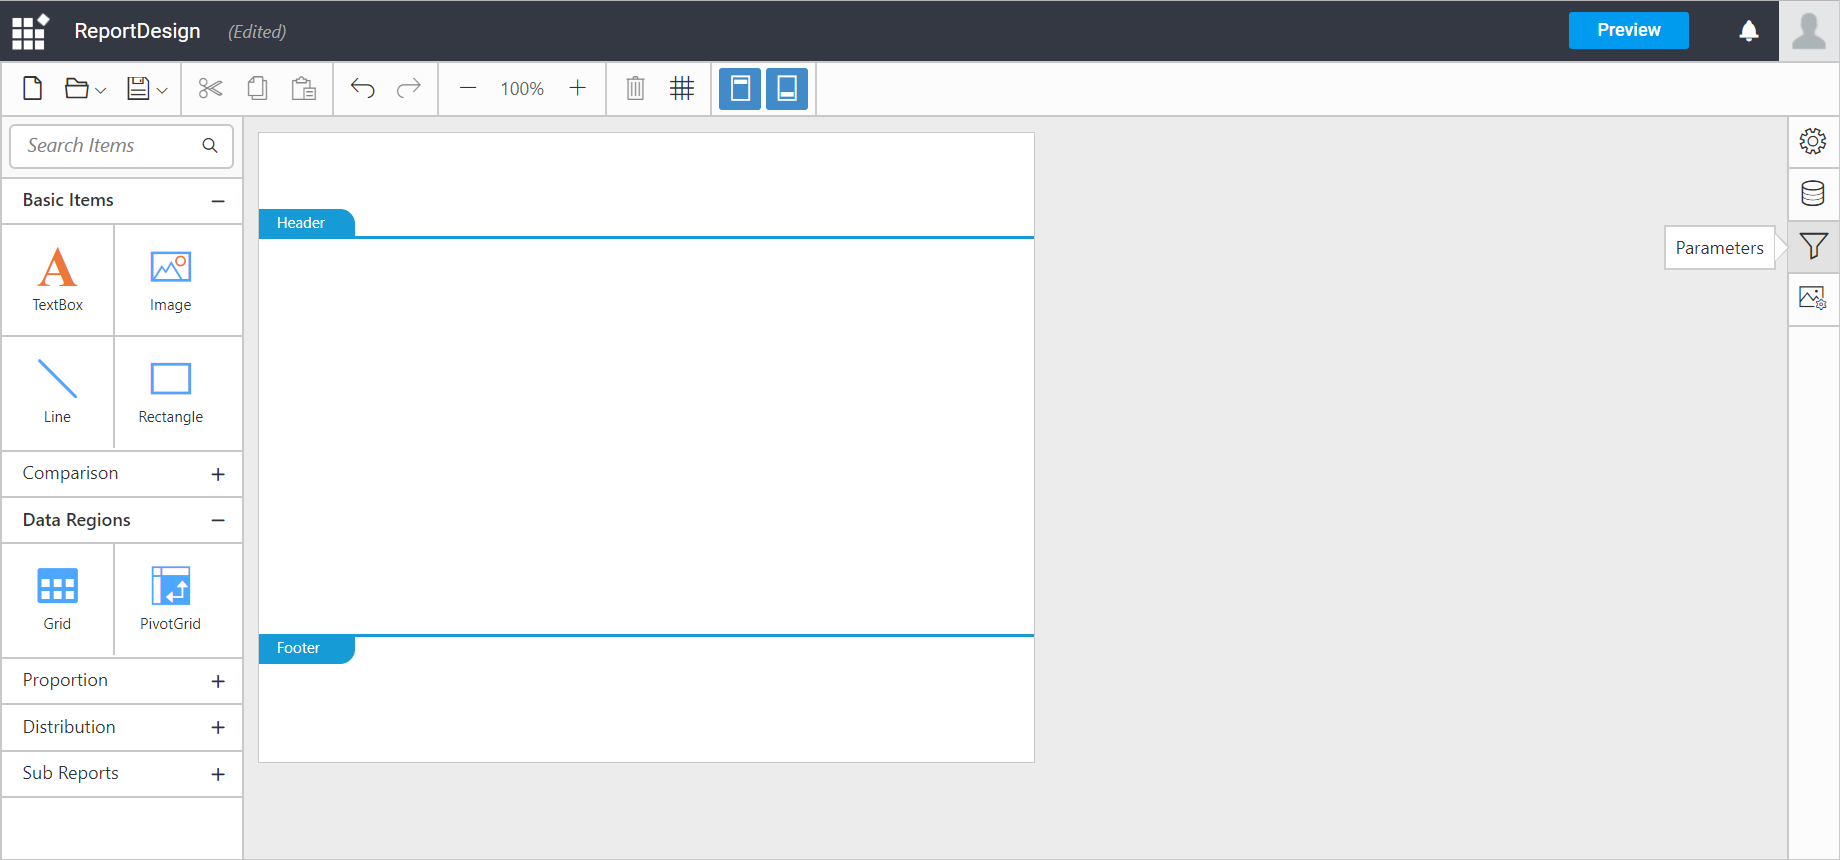 ReportDesign (Edited) Preview
100%
Search Items
Basic Items
TextBox Image
Line Rectangle
Comparison
Data Regions
Grid PivotGrid
Proportion
Distribution
Sub Reports
Header
Footer
Parameters